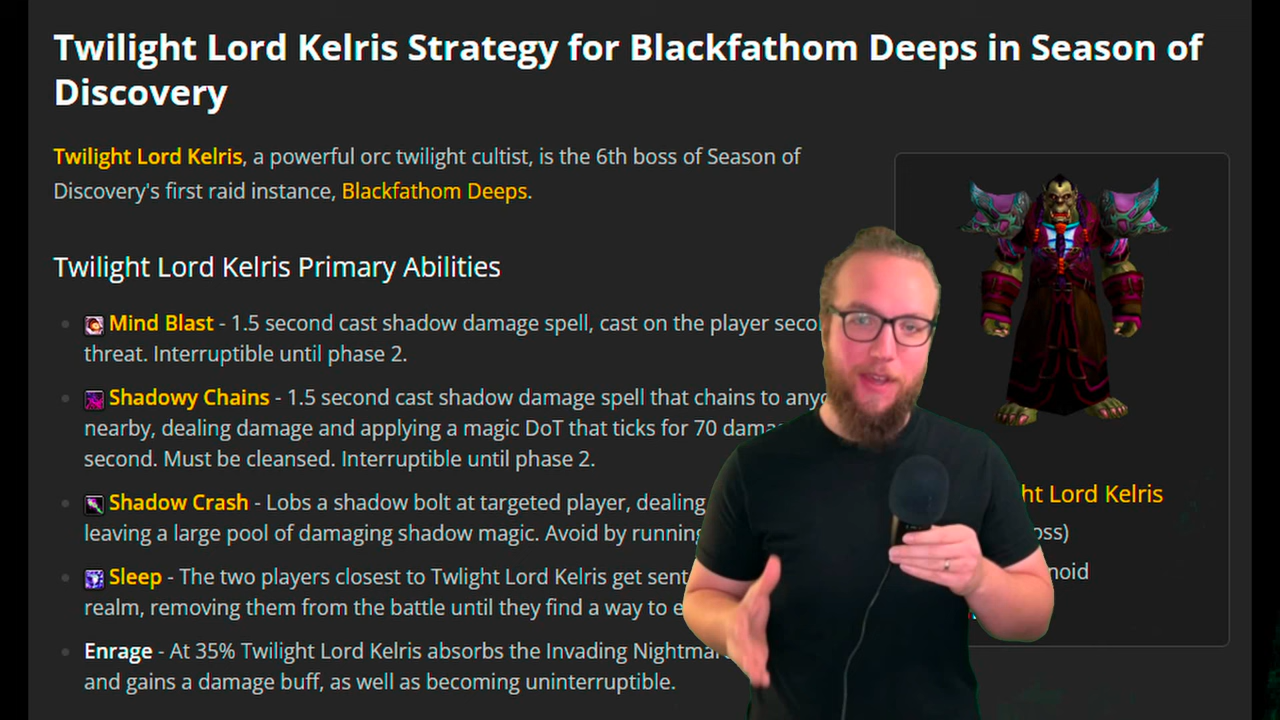 Twilight Lord Kelris Strategy for Blackfathom Deeps in Season of
Discovery
Twilight Lord Kelris, a powerful orc twilight cultist, is the 6th boss of Season of
Discovery's first raid instance, Blackfathom Deeps.
Twilight Lord Kelris Primary Abilities
Mind Blast - 1.5 second cast shadow damage spell, cast on the player
threat. Interruptible until phase 2.
Shadowy Chains - 1.5 second cast shadow damage spell that chains to
nearby, dealing damage and applying a magic DoT that ticks for 70
second. Must be cleansed. Interruptible until phase 2.
Shadow Crash - Lobs a shadow bolt at targeted player, dealing
leaving a large pool of damaging shadow magic. Avoid by running
Sleep - The two players closest to Twlight Lord Kelris get sent
realm, removing them from the battle until they find a way to
Enrage - At 35% Twilight Lord Kelris absorbs the Invading
and gains a damage buff, as well as becoming uninterruptible.
Lord Kelris